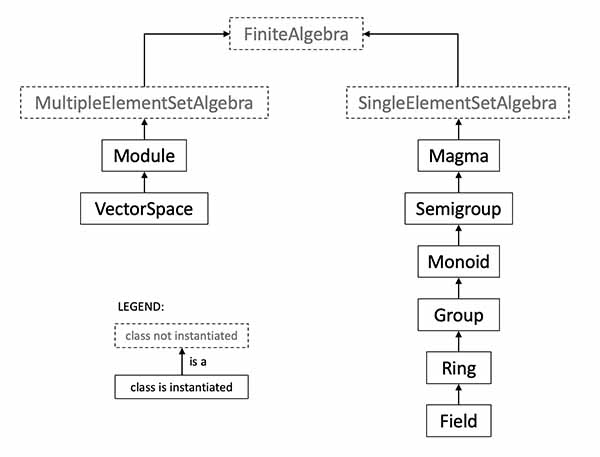 FiniteAlgebra
MultipleElementSetAlgebra
SingleElementSetAlgebra
Module
Magma
VectorSpace
Semigroup
Monoid
LEGEND:
Group
class not instantiated
is a
Ring
class is instantiated
Field